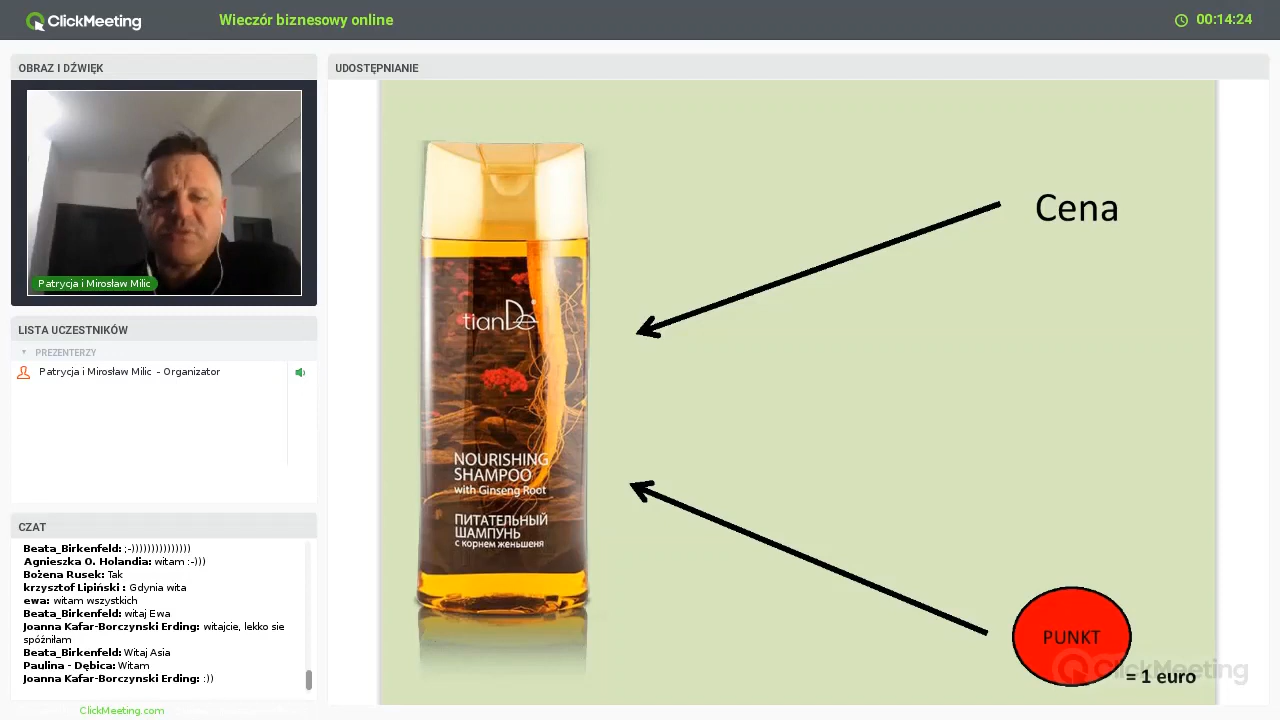 ClickMeeting
Wieczór biznesowy online
00:14:24
OBRAZ I DŹWIĘK
Patrycja i Mirosław Milic
LISTA UCZESTNIKÓW
PREZENTERZY
Patrycja i Mirosław Milic - Organizator
CZAT
Beata_Birkenfeld: ;-)))))))))))))))
Agnieszka O. Holandia: witam :-)))
Bożena Rusek: Tak
krzysztof Lipiński : Gdynia wita
ewa: witam wszystkich
Beata_Birkenfeld: witaj Ewa
Joanna Kafar-Borczynski Erding: witajcie, lekko sie
spóźniłam
Beata_Birkenfeld: Witaj Asia
Paulina - Dębica: Witam
Joanna Kafar-Borczynski Erding: :))
ClickMeeting.com
UDOSTĘPNIANIE
Cena
tianDe
NOURISHING
SHAMPOO
with Ginseng Root
ПИТАТЕЛЬНЫЙ
ШАМПУНЬ
с корнем женьшеня
PUNKT
= 1 euro
ClickMeeting